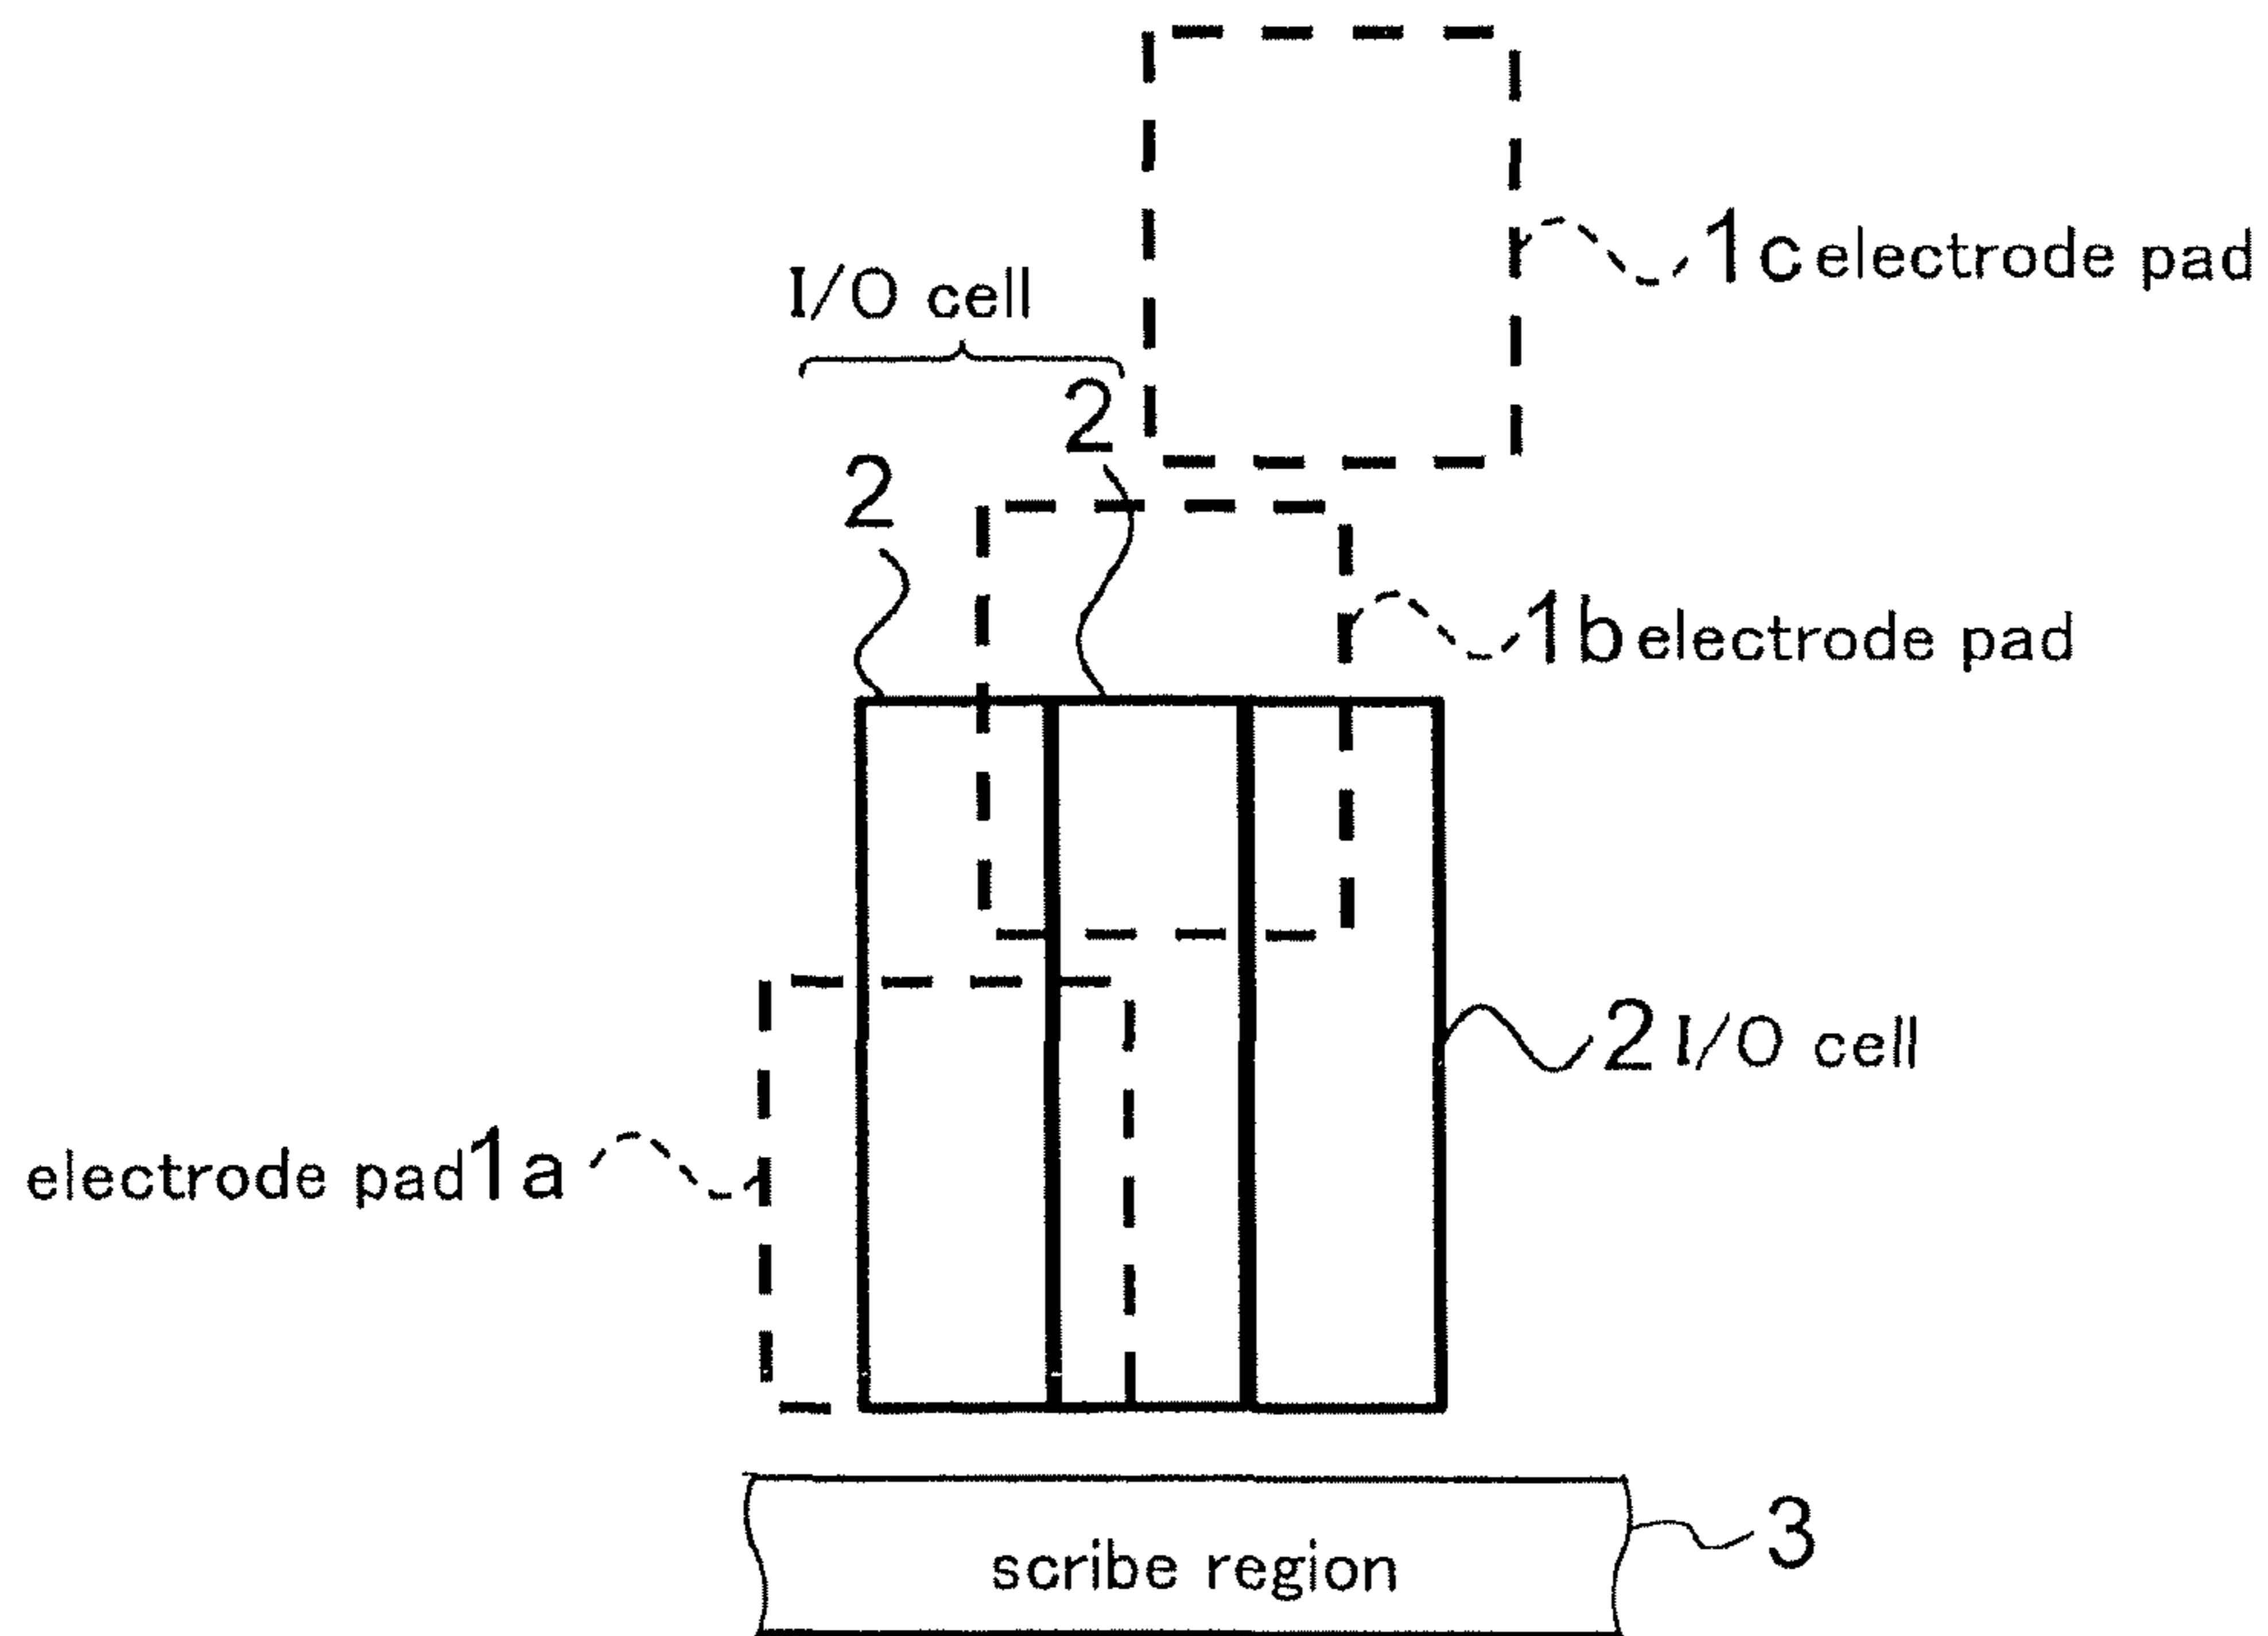 1c electrode pad
I/O cell
2
2
1b electrode pad
2 I/O cell
electrode pad 1a
scribe region
3